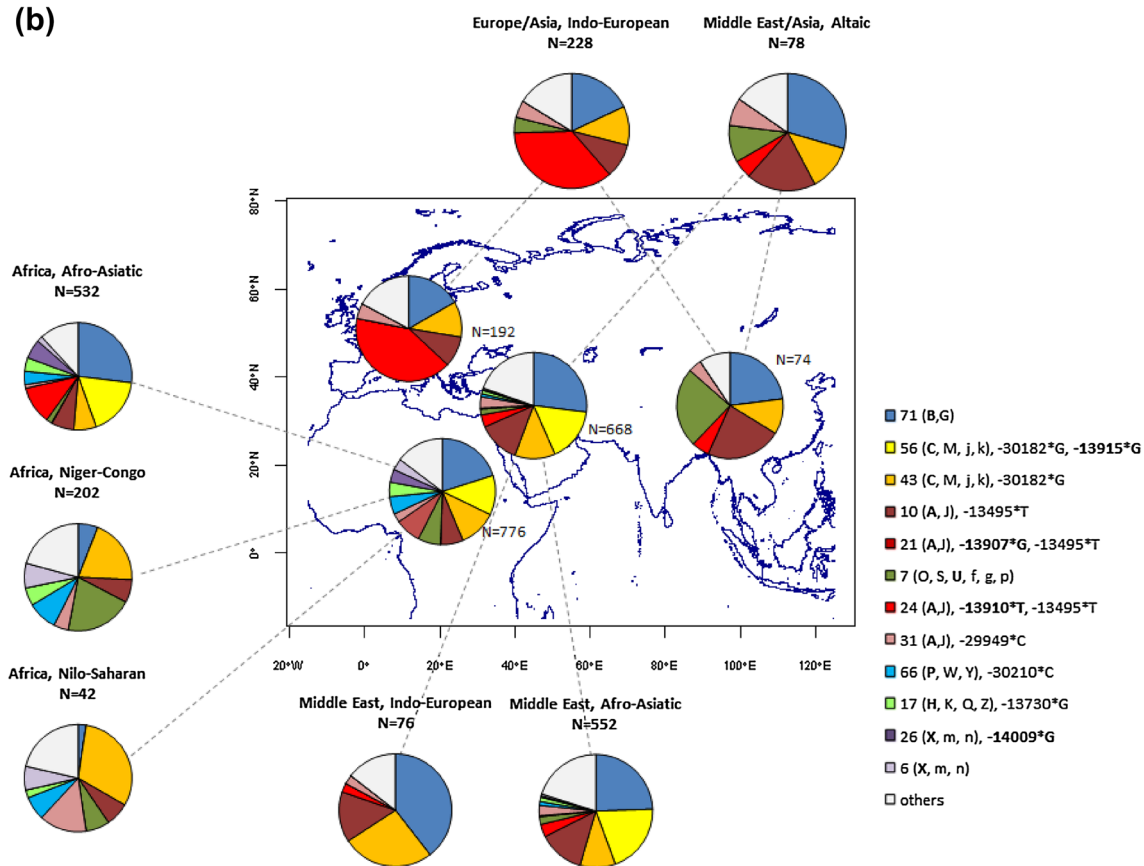 (b)
Europe/Asia, Indo-European
N=228
Middle East/Asia, Altaic
N=78
Africa, Afro-Asiatic
N=532
Africa, Niger-Congo
N=202
Africa, Nilo-Saharan
N=42
80°N
60°N
40°N
20°N
0°
N=192
N=74
N=668
N=776
20°W
0°
20°E
40°E
60°E
80°E
100°E
120°E
Middle East, Indo-European
N=76
Middle East, Afro-Asiatic
N=552
71 (B,G)
56 (C, M, j, k), -30182*G, -13915*G
43 (C, M, j, k), -30182*G
10 (A, J), -13495*T
21 (A,J), -13907*G, -13495*T
7 (O, S, U, f, g, p)
24 (A,J), -13910*T, -13495*T
31 (A,J), -29949*C
66 (P, W, Y), -30210*C
17 (H, K, Q, Z), -13730*G
26 (X, m, n), -14009*G
6 (X, m, n)
others